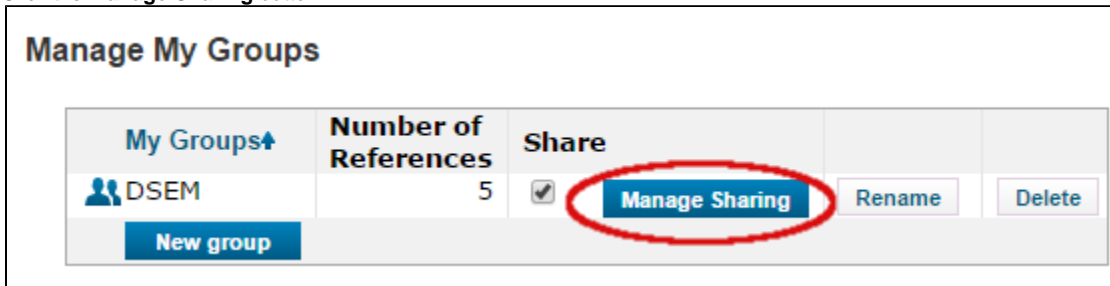 Manage My Groups
My Groups Number of References Share
DSEM 5 Manage Sharing Rename Delete
New group